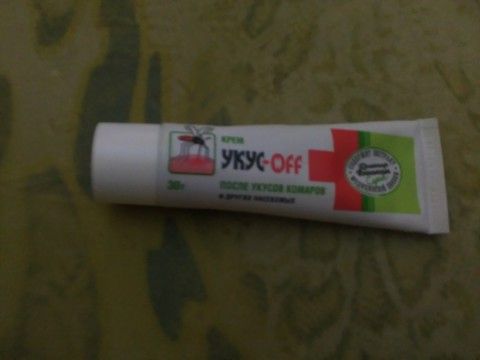 КРЕМ
УКУС-OFF
ПОСЛЕ УКУСОВ КОМАРОВ
И ДРУГИХ НАСЕКОМЫХ
30г